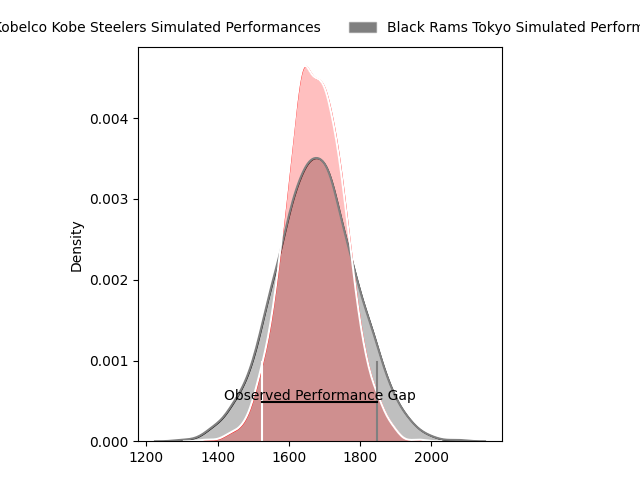 Kobelco Kobe Steelers Simulated Performances
Black Rams Tokyo Simulated Perform
Density
0.004
0.003
0.002
0.001
0.000
Observed Performance Gap
1200 1400 1600 1800 2000